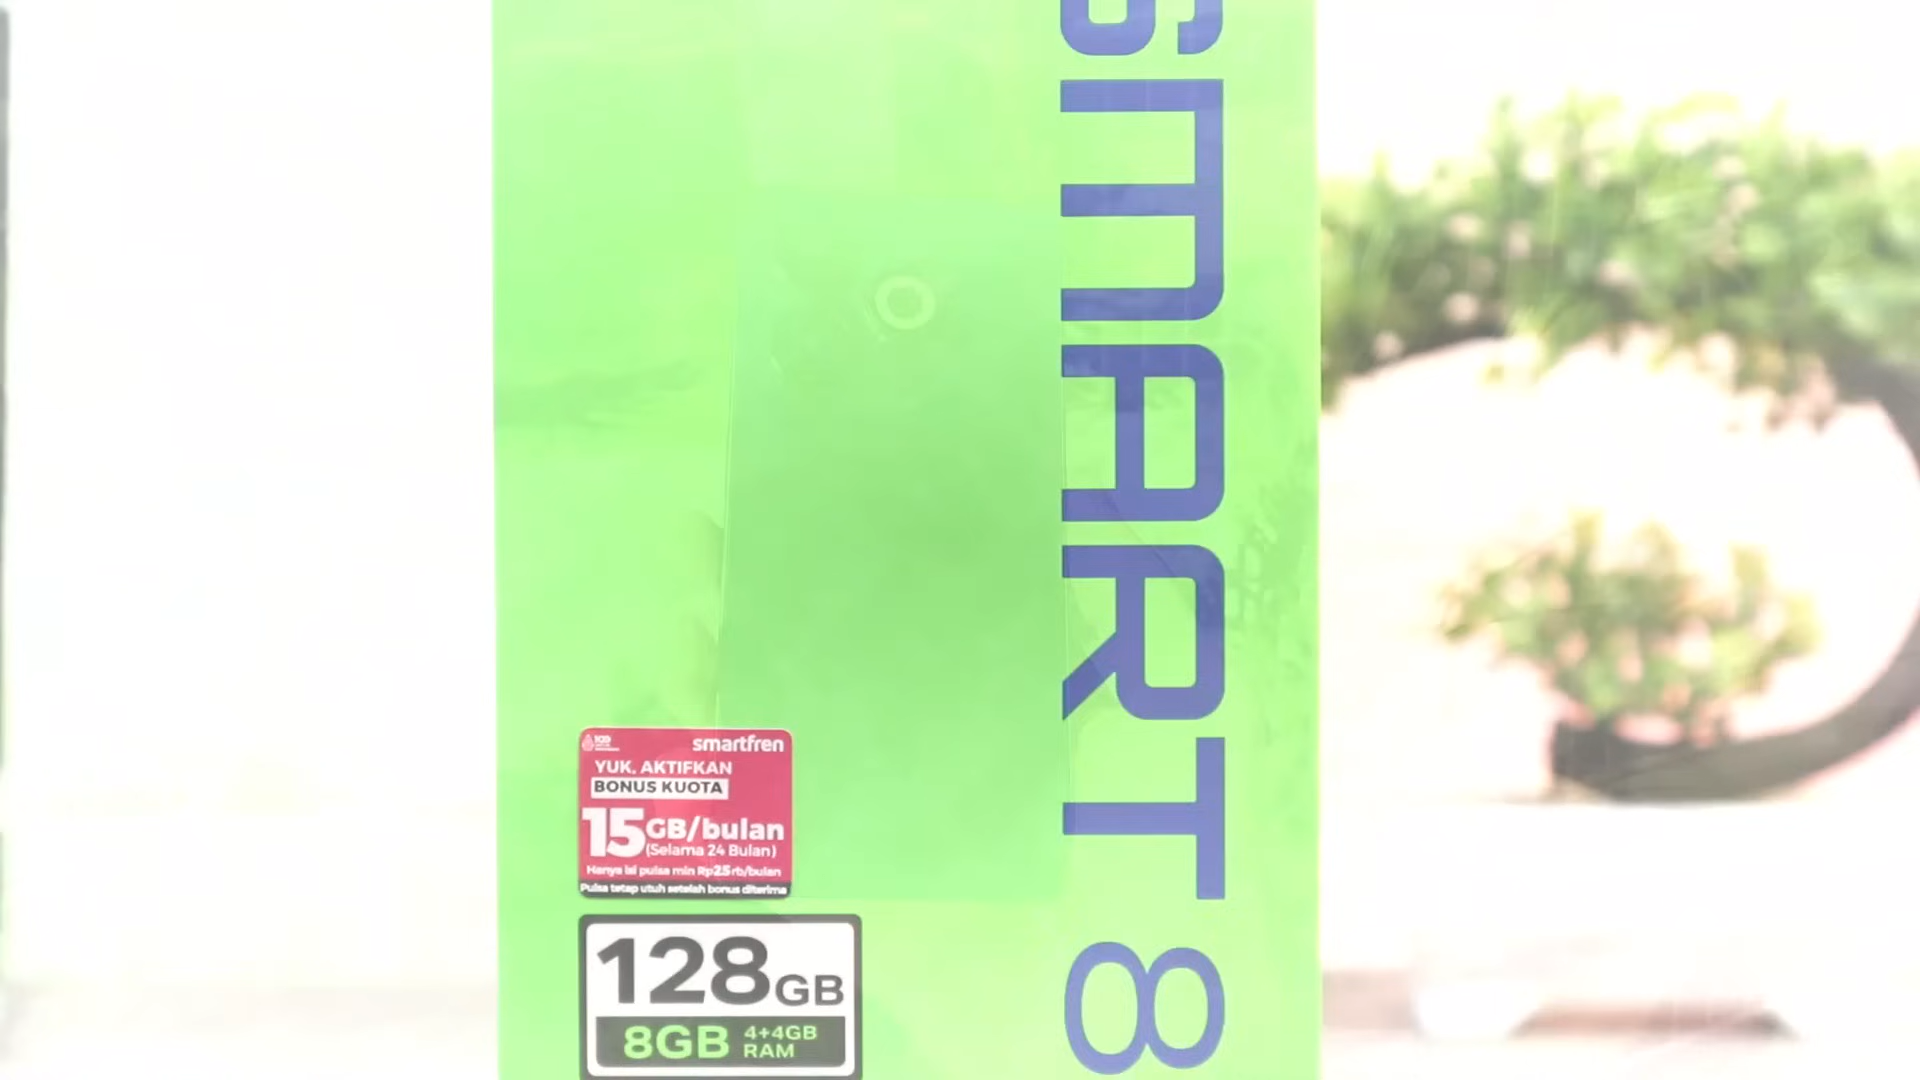 SMART 8
smartfren
YUK, AKTIFKAN
BONUS KUOTA
15GB/bulan
(Selama 24 Bulan)
Hanya isi pulsa min Rp25rb/bulan
Pulsa tetap utuh setelah bonus diterima
128GB
8GB 4+4GB
RAM